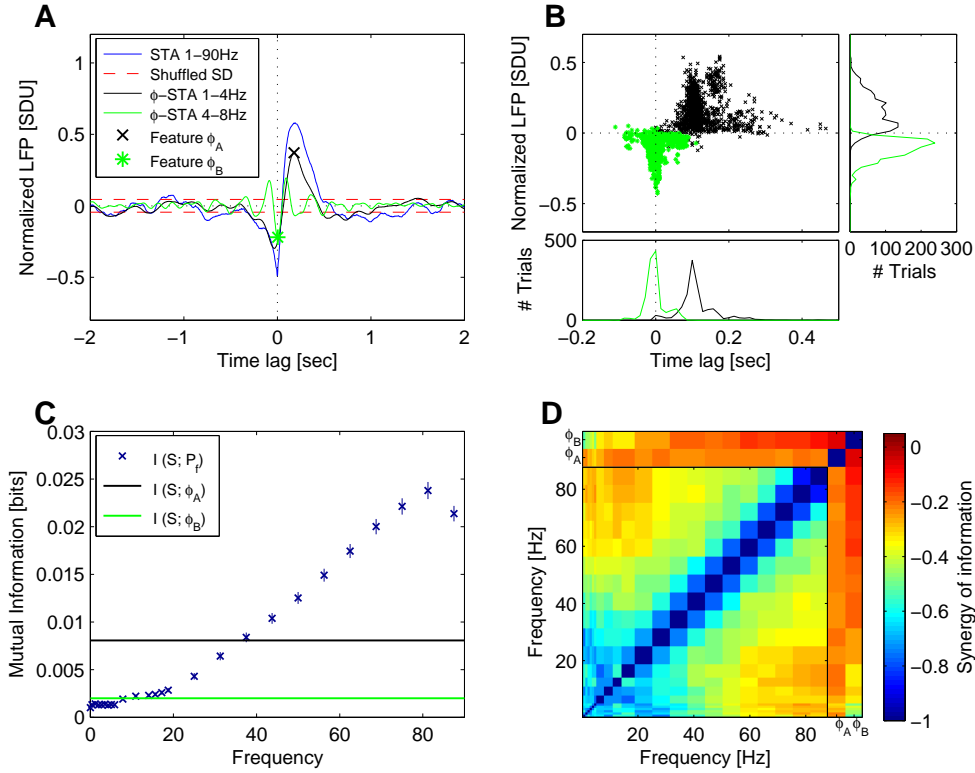 A
Normalized LFP [SDU]
1
0.5
0
−0.5
STA 1−90Hz
Shuffled SD
ϕ−STA 1−4Hz
ϕ−STA 4−8Hz
Feature ϕA
Feature ϕB
−2 −1 0 1 2
Time lag [sec]
B
Normalized LFP [SDU]
0.5
0
−0.5
0 100 200 300
# Trials
# Trials
500
0
−0.2 0 0.2 0.4
Time lag [sec]
C
Mutual Information [bits]
0.03
0.025
0.02
0.015
0.01
0.005
0
I (S; Pf)
I (S; ϕA)
I (S; ϕB)
0 20 40 60 80
Frequency
D
ϕB
ϕA
Frequency [Hz]
80
60
40
20
20 40 60 80 ϕA ϕB
Frequency [Hz]
0
−0.2
−0.4
−0.6
−0.8
−1
Synergy of information